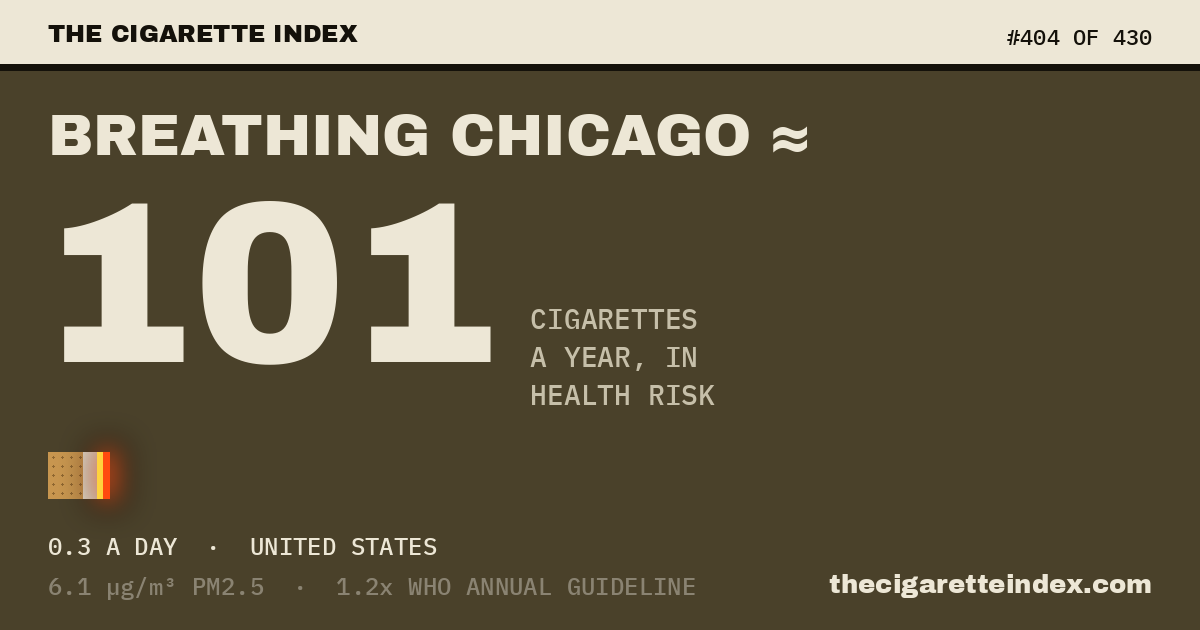 THE CIGARETTE INDEX
#404 OF 430
BREATHING CHICAGO ≈
101
CIGARETTES
A YEAR, IN
HEALTH RISK
0.3 A DAY · UNITED STATES
6.1 µg/m³ PM2.5 · 1.2x WHO ANNUAL GUIDELINE
thecigaretteindex.com